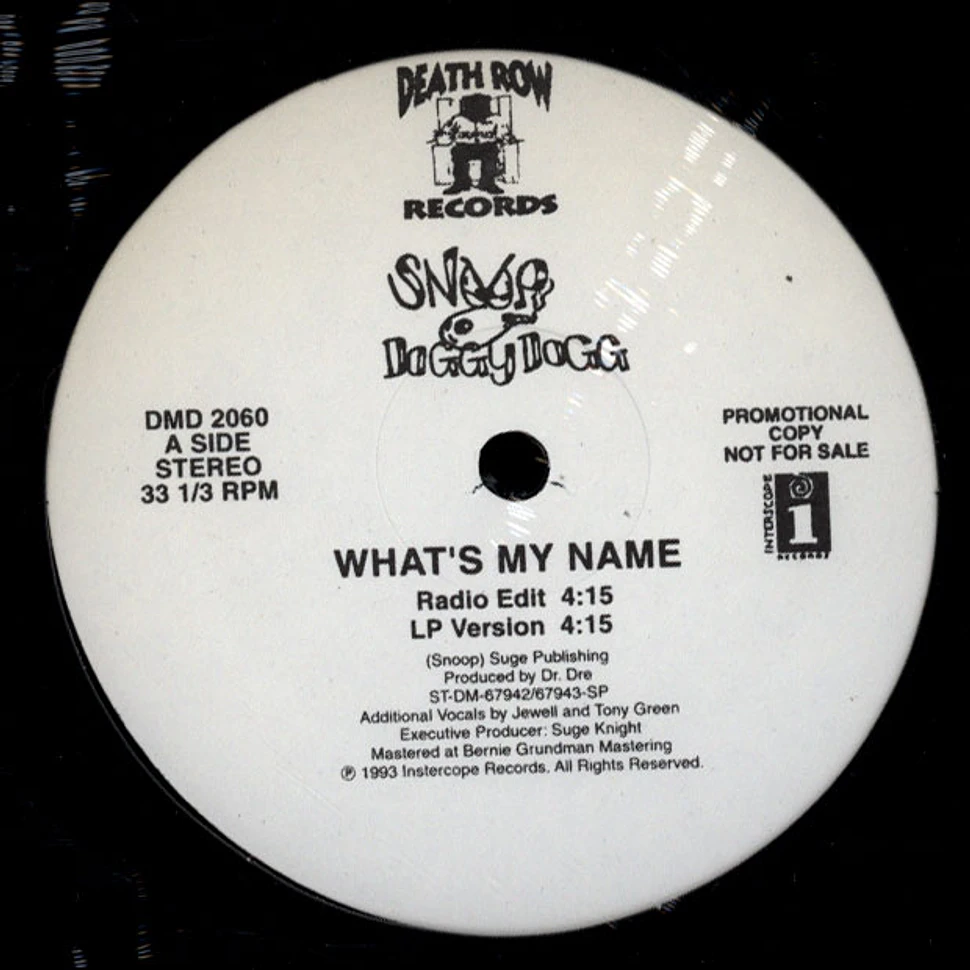 DEATH ROW
RECORDS
SNOOP
DOGGY DOGG
DMD 2060
A SIDE
STEREO
33 1/3 RPM
PROMOTIONAL
COPY
NOT FOR SALE
INTERSCOPE
i
RECORDS
WHAT'S MY NAME
Radio Edit 4:15
LP Version 4:15
(Snoop) Suge Publishing
Produced by Dr. Dre
ST-DM-67942/67943-SP
Additional Vocals by Jewell and Tony Green
Executive Producer: Suge Knight
Mastered at Bernie Grundman Mastering
℗ 1993 Instercope Records. All Rights Reserved.